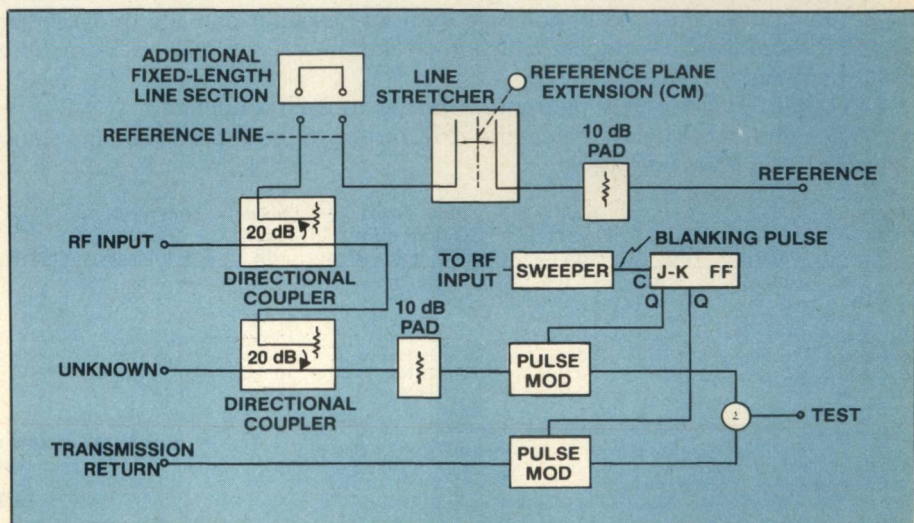 ADDITIONAL
FIXED-LENGTH
LINE SECTION
LINE
STRETCHER
REFERENCE PLANE
EXTENSION (CM)
REFERENCE LINE
10 dB
PAD
REFERENCE
20 dB
RF INPUT
DIRECTIONAL
COUPLER
BLANKING PULSE
TO RF
INPUT
SWEEPER
C
J-K FF
Q
Q
10 dB
PAD
20 dB
UNKNOWN
DIRECTIONAL
COUPLER
PULSE
MOD
TEST
TRANSMISSION
RETURN
PULSE
MOD